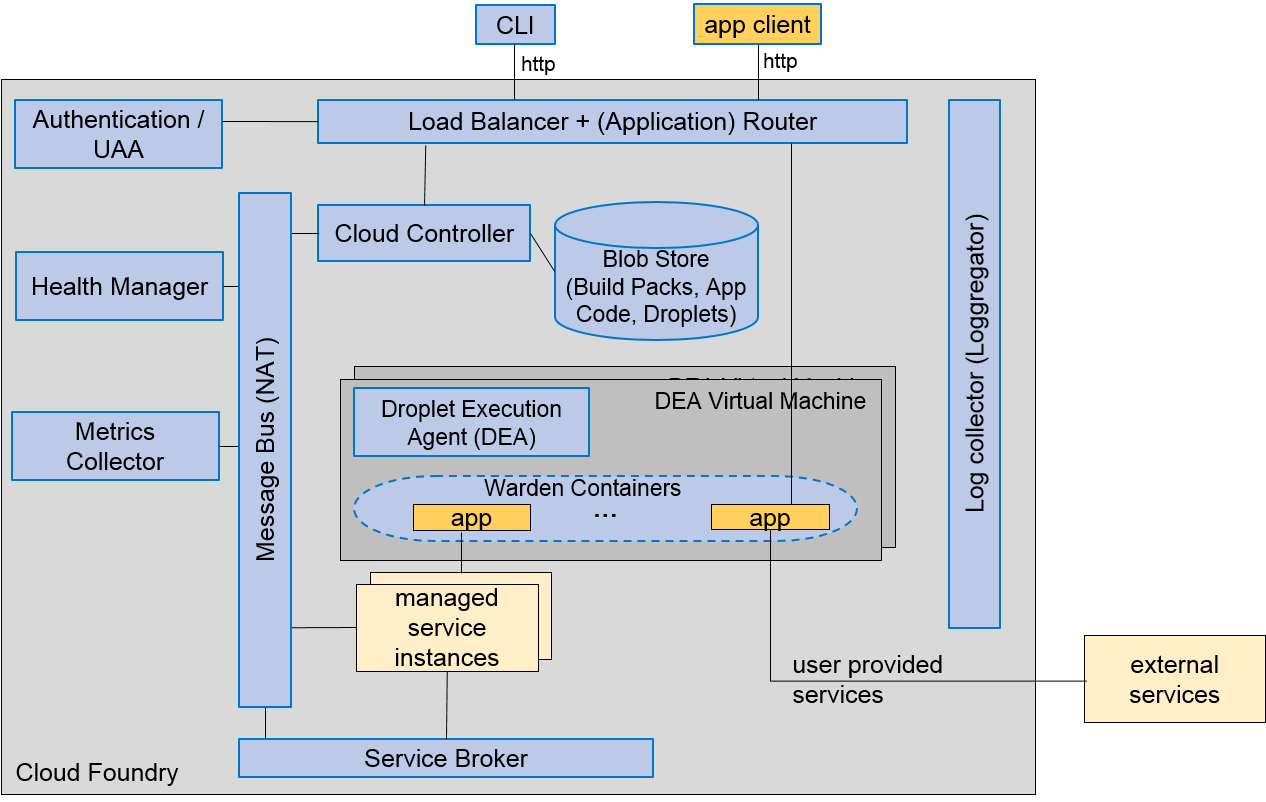 CLI
app client
http
http
Authentication /
UAA
Load Balancer + (Application) Router
Cloud Controller
Health Manager
Blob Store
(Build Packs, App
Code, Droplets)
Message Bus (NAT)
Log collector (Loggregator)
Metrics
Collector
DEA Virtual Machine
Droplet Execution
Agent (DEA)
Warden Containers
app
...
app
managed
service
instances
user provided
services
external
services
Service Broker
Cloud Foundry